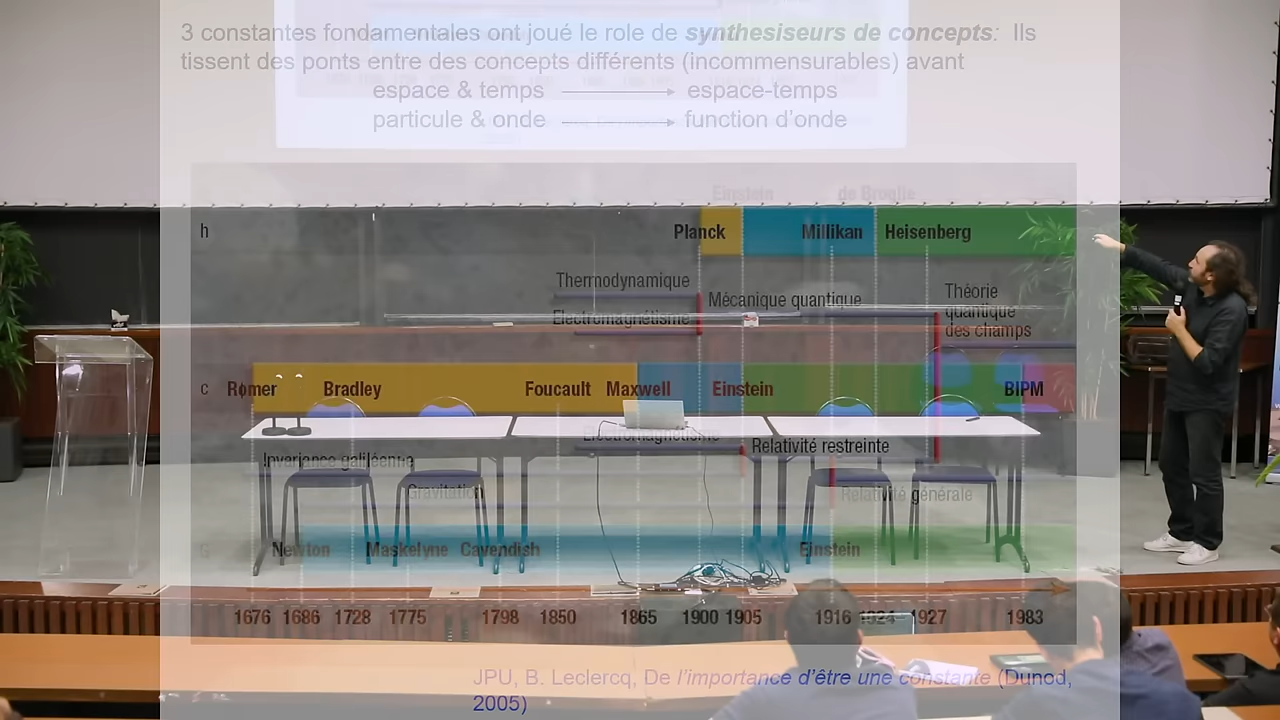 3 constantes fondamentales ont joué le role de synthesiseurs de concepts: Ils
tissent des ponts entre des concepts différents (incommensurables) avant
espace & temps → espace-temps
particule & onde → function d'onde
Einstein de Broglie
h Planck Millikan Heisenberg
Thermodynamique
Mécanique quantique
Théorie
quantique
des champs
Electromagnétisme
c Rømer Bradley Foucault Maxwell Einstein BIPM
Electromagnétisme
Relativité restreinte
Invariance galiléenne
Gravitation
Relativité générale
G Newton Maskelyne Cavendish Einstein
1676 1686 1728 1775 1798 1850 1865 1900 1905 1916 1924 1927 1983
JPU, B. Leclercq, De l'importance d'être une constante (Dunod,
2005)